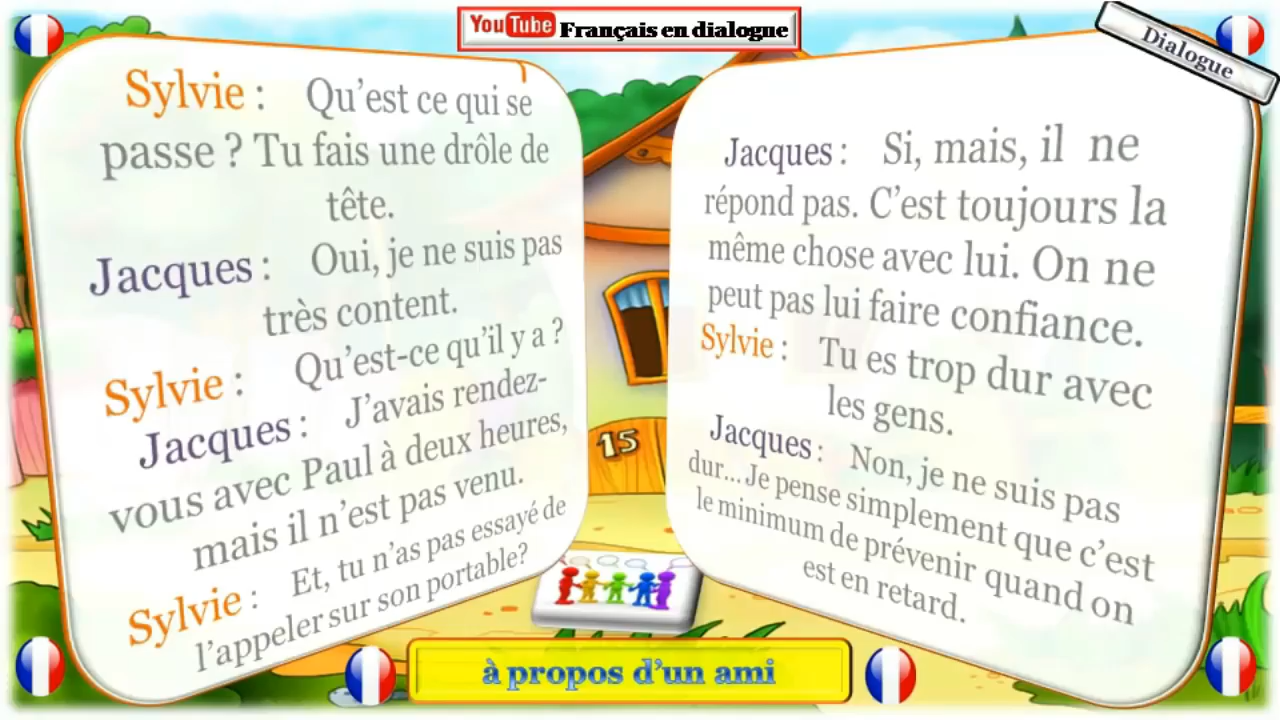 YouTube Français en dialogue
Dialogue
Sylvie : Qu'est ce qui se
passe ? Tu fais une drôle de
tête.
Jacques : Oui, je ne suis pas
très content.
Sylvie : Qu'est-ce qu'il y a ?
Jacques : J'avais rendez-
vous avec Paul à deux heures,
mais il n'est pas venu.
Sylvie : Et, tu n'as pas essayé de
l'appeler sur son portable?
Jacques : Si, mais, il ne
répond pas. C'est toujours la
même chose avec lui. On ne
peut pas lui faire confiance.
Sylvie : Tu es trop dur avec
les gens.
Jacques : Non, je ne suis pas
dur... Je pense simplement que c'est
le minimum de prévenir quand on
est en retard.
15
à propos d'un ami